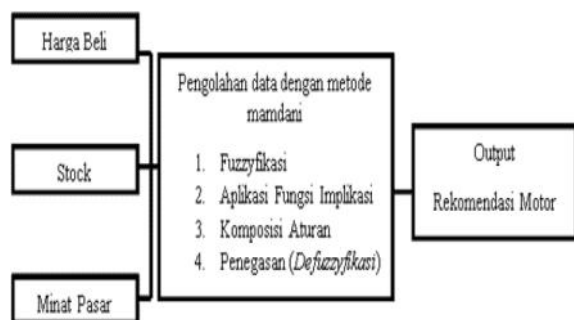 Harga Beli
Stock
Minat Pasar
Pengolahan data dengan metode
mamdani
1. Fuzzyfikasi
2. Aplikasi Fungsi Implikasi
3. Komposisi Aturan
4. Penegasan (Defuzzyfikasi)
Output
Rekomendasi Motor